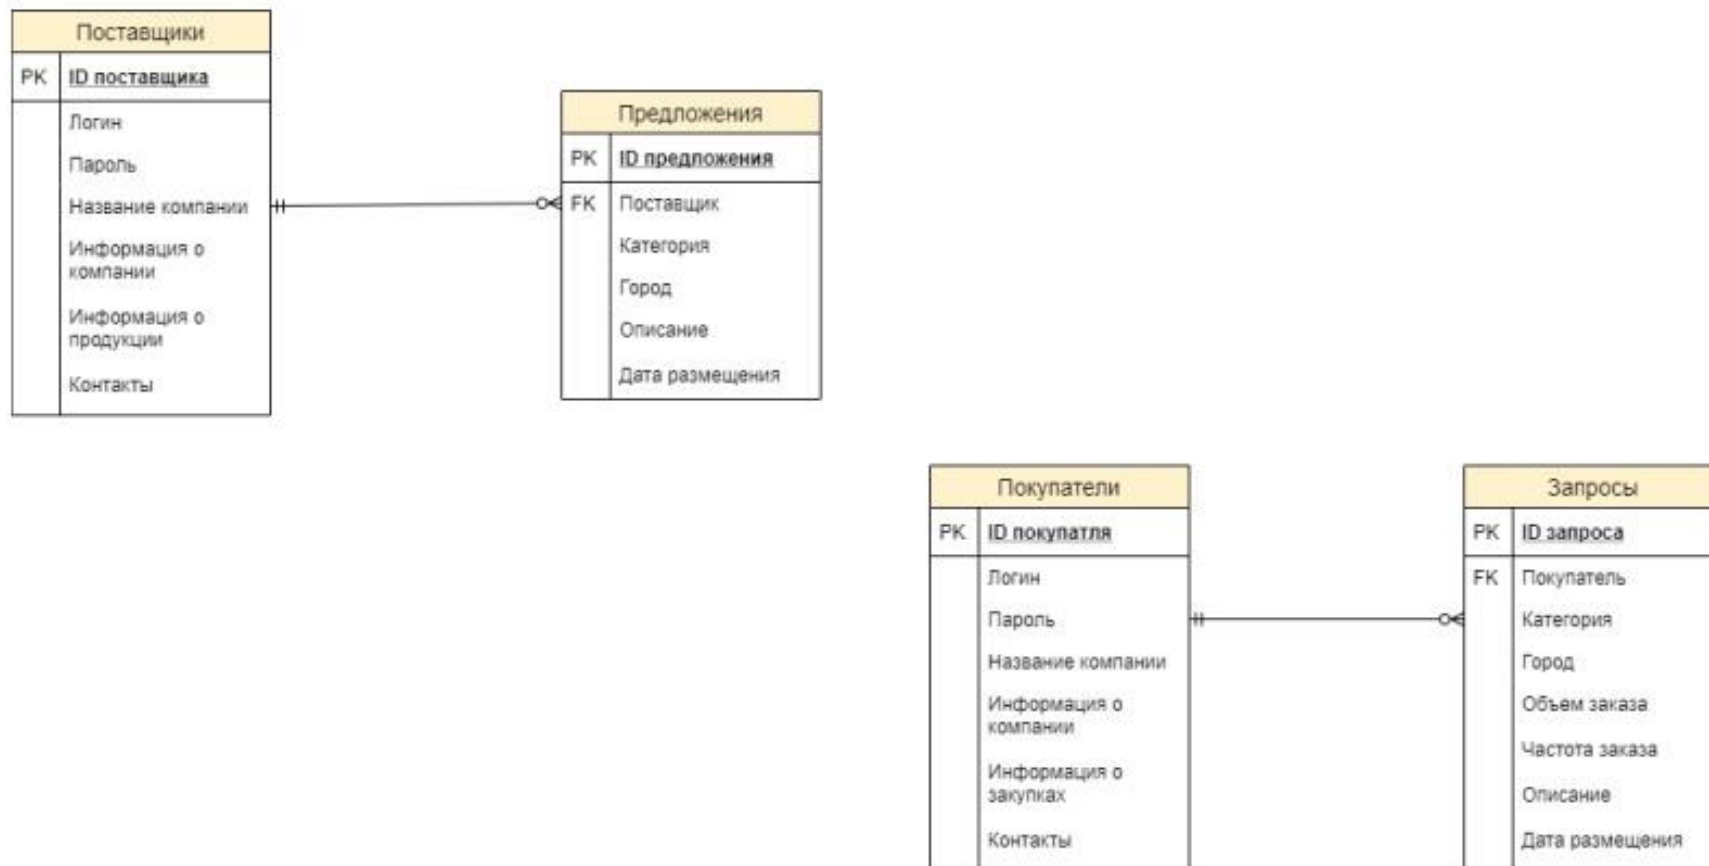 Поставщики
PK ID поставщика
Логин
Пароль
Название компании
Информация о
компании
Информация о
продукции
Контакты
Предложения
PK ID предложения
FK Поставщик
Категория
Город
Описание
Дата размещения
Покупатели
PK ID покупатля
Логин
Пароль
Название компании
Информация о
компании
Информация о
закупках
Контакты
Запросы
PK ID запроса
FK Покупатель
Категория
Город
Объем заказа
Частота заказа
Описание
Дата размещения